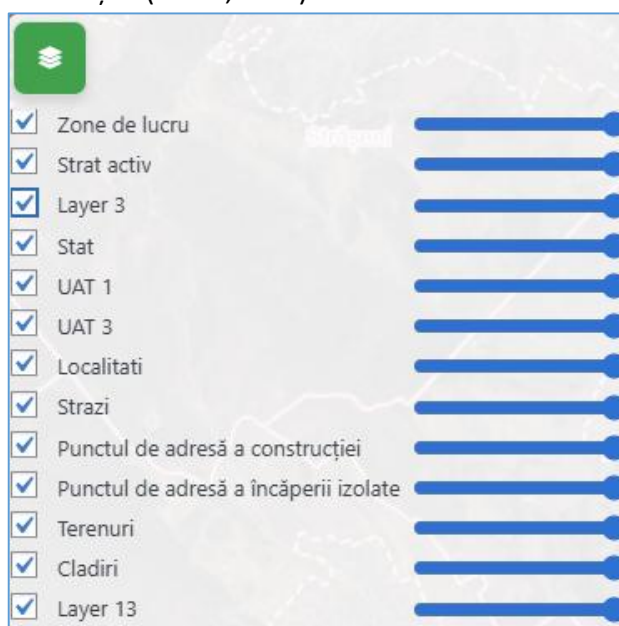 Zone de lucru
Strat activ
Layer 3
Stat
UAT 1
UAT 3
Localitati
Strazi
Punctul de adresă a construcției
Punctul de adresă a încăperii izolate
Terenuri
Cladiri
Layer 13